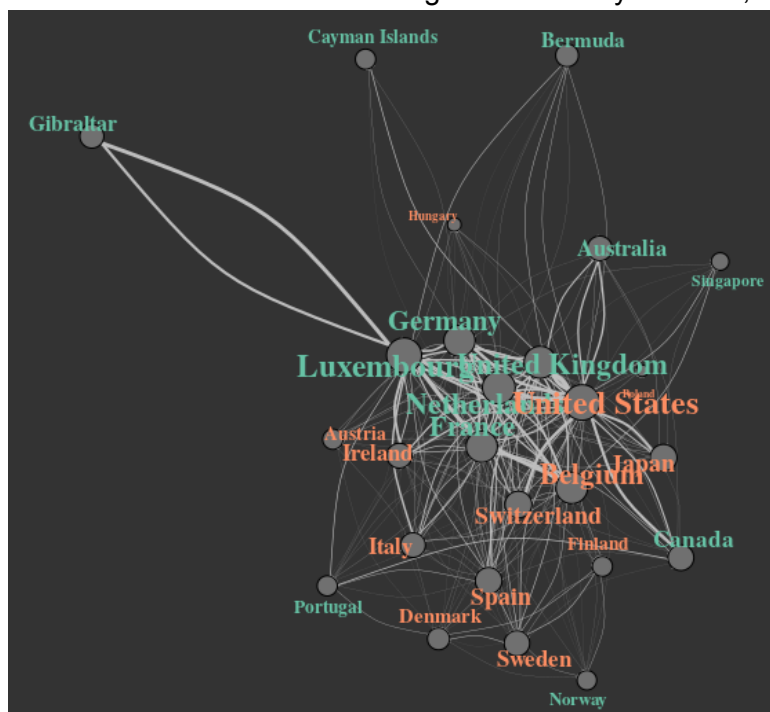 Cayman Islands
Bermuda
Gibraltar
Hungary
Australia
Singapore
Germany
Luxembourg
United Kingdom
Netherlands
United States
Poland
France
Austria
Ireland
Belgium
Japan
Switzerland
Italy
Finland
Canada
Spain
Portugal
Denmark
Sweden
Norway